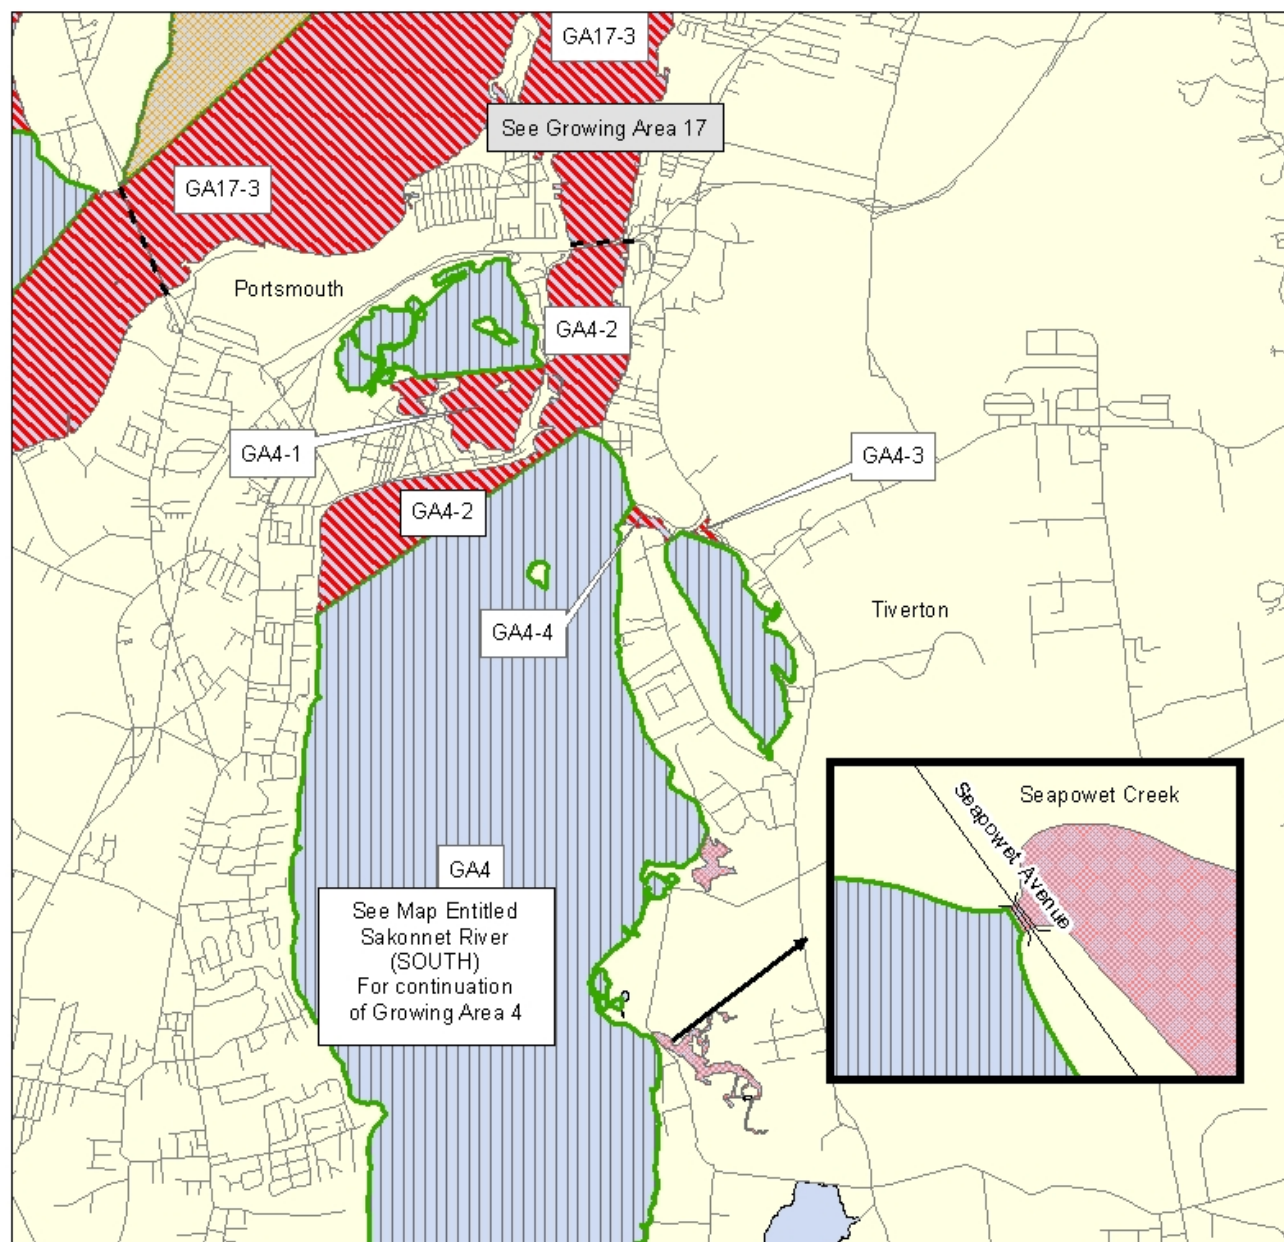 GA17-3
See Growing Area 17
GA17-3
Portsmouth
GA4-2
GA4-1
GA4-3
GA4-2
Tiverton
GA4-4
Seapowet Creek
Seapowet Avenue
GA4
See Map Entitled
Sakonnet River
(SOUTH)
For continuation
of Growing Area 4